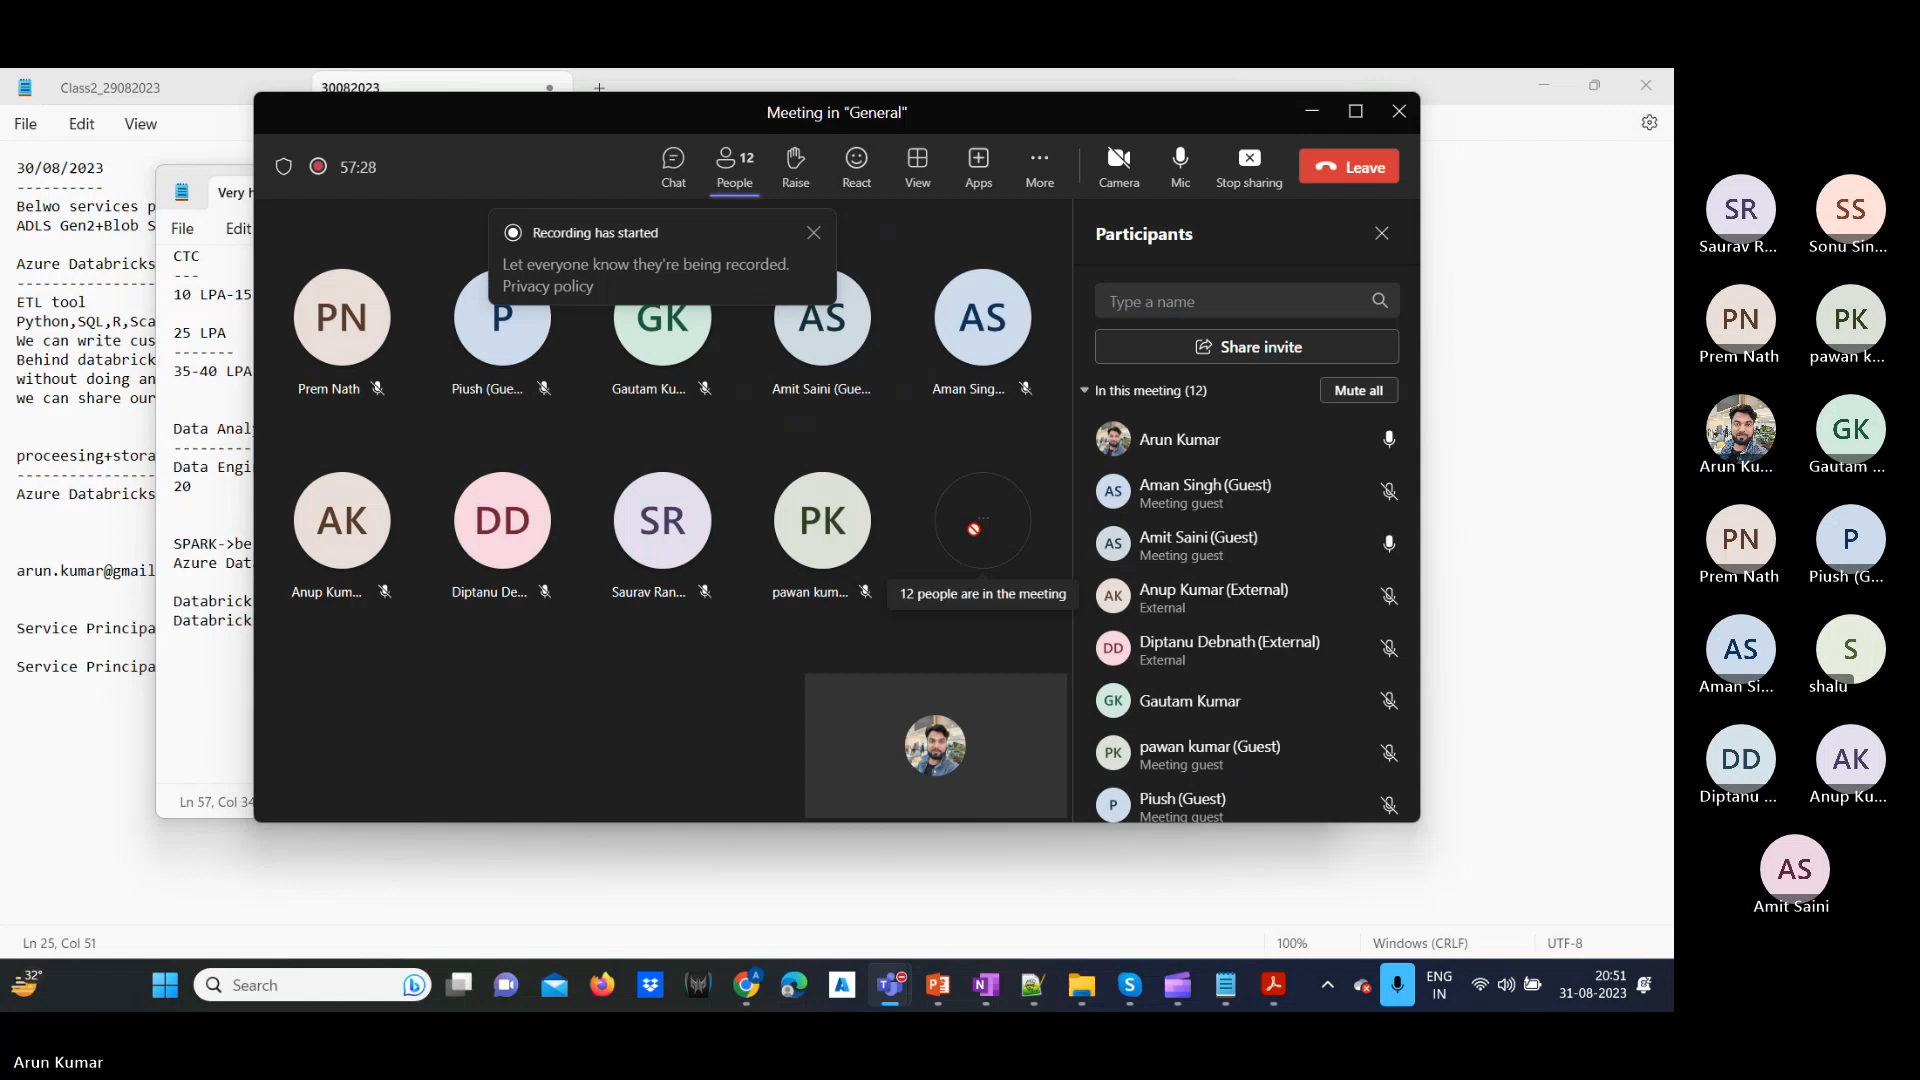 Class2_29082023
30082023
File Edit View
30/08/2023
----------
Belwo services p
ADLS Gen2+Blob S
Azure Databricks
----------------
ETL tool
Python,SQL,R,Sca
We can write cus
Behind databrick
without doing an
we can share our
proceesing+stora
----------------
Azure Databricks
arun.kumar@gmail
Service Principa
Service Principa
Very h
File Edit
CTC
---
10 LPA-15
25 LPA
-------
35-40 LPA
Data Anal
---------
Data Engi
20
SPARK->be
Azure Dat
Databrick
Databrick
Ln 57, Col 34
Meeting in "General"
57:28
12
Chat People Raise React View Apps More Camera Mic Stop sharing Leave
Recording has started
Let everyone know they're being recorded.
Privacy policy
PN P GK AS AS
Prem Nath Piush (Gue... Gautam Ku... Amit Saini (Gue... Aman Sing...
AK DD SR PK ...
Anup Kum... Diptanu De... Saurav Ran... pawan kum...
12 people are in the meeting
Participants
Type a name
Share invite
In this meeting (12) Mute all
Arun Kumar
AS Aman Singh (Guest)
Meeting guest
AS Amit Saini (Guest)
Meeting guest
AK Anup Kumar (External)
External
DD Diptanu Debnath (External)
External
GK Gautam Kumar
PK pawan kumar (Guest)
Meeting guest
P Piush (Guest)
Meeting guest
Ln 25, Col 51 100% Windows (CRLF) UTF-8
32°
Search
ENG
IN
20:51
31-08-2023
SR SS
Saurav R... Sonu Sin...
PN PK
Prem Nath pawan k...
GK
Arun Ku... Gautam ...
PN P
Prem Nath Piush (G...
AS S
Aman Si... shalu
DD AK
Diptanu ... Anup Ku...
AS
Amit Saini
Arun Kumar